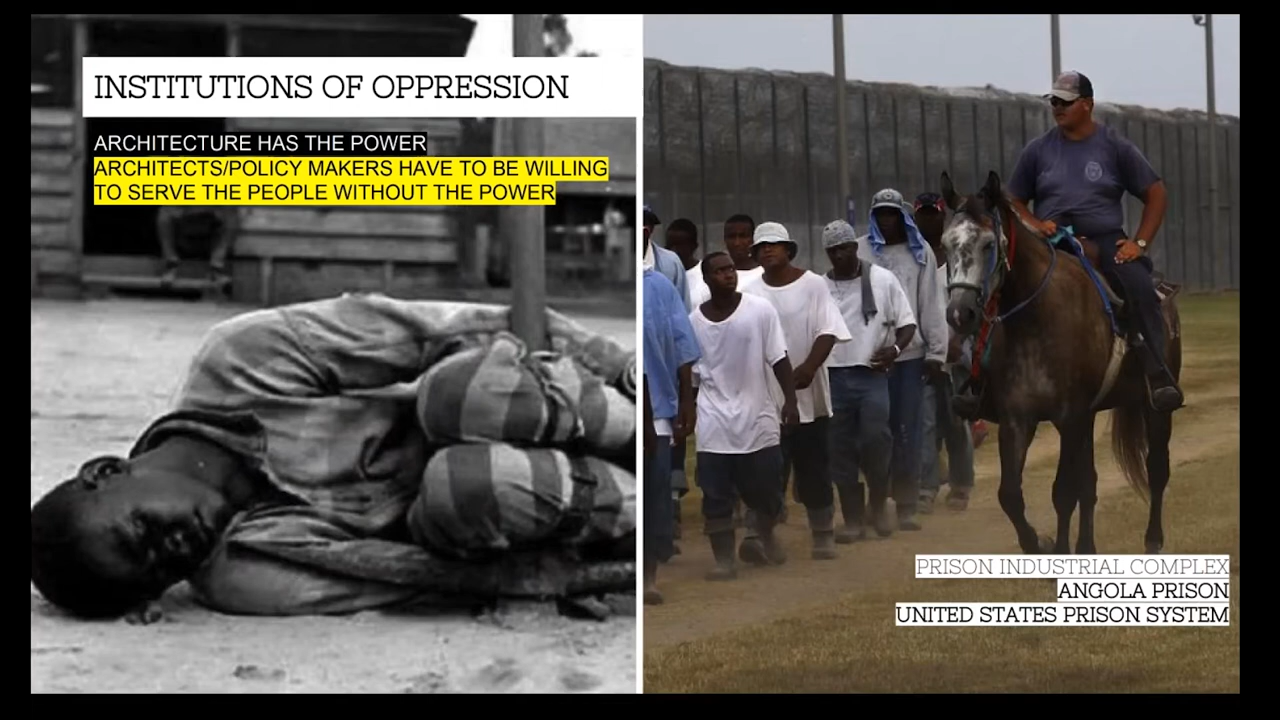 INSTITUTIONS OF OPPRESSION
ARCHITECTURE HAS THE POWER
ARCHITECTS/POLICY MAKERS HAVE TO BE WILLING
TO SERVE THE PEOPLE WITHOUT THE POWER
PRISON INDUSTRIAL COMPLEX
ANGOLA PRISON
UNITED STATES PRISON SYSTEM